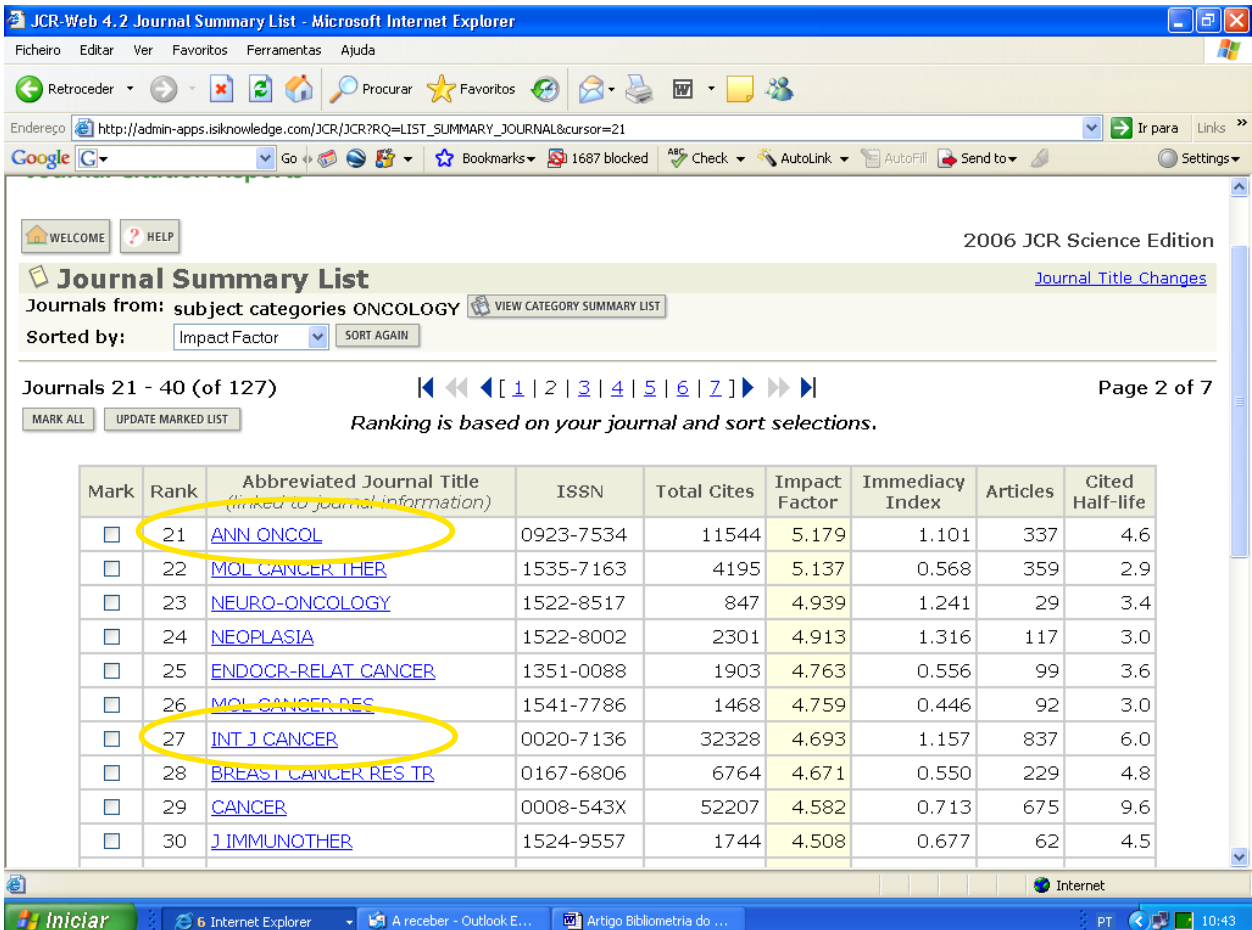 JCR-Web 4.2 Journal Summary List - Microsoft Internet Explorer
Ficheiro Editar Ver Favoritos Ferramentas Ajuda
Retroceder Procurar Favoritos
Endereço http://admin-apps.isiknowledge.com/JCR/JCR?RQ=LIST_SUMMARY_JOURNAL&cursor=21 Ir para Links »
Google G Go Bookmarks 1687 blocked ABC Check AutoLink AutoFill Send to Settings
Journal Citation Reports
WELCOME ? HELP
2006 JCR Science Edition
Journal Summary List Journal Title Changes
Journals from: subject categories ONCOLOGY VIEW CATEGORY SUMMARY LIST
Sorted by: Impact Factor SORT AGAIN
Journals 21 - 40 (of 127) [ 1 | 2 | 3 | 4 | 5 | 6 | 7 ] Page 2 of 7
MARK ALL UPDATE MARKED LIST Ranking is based on your journal and sort selections.
Mark Rank Abbreviated Journal Title (linked to journal information) ISSN Total Cites Impact Factor Immediacy Index Articles Cited Half-life
21 ANN ONCOL 0923-7534 11544 5.179 1.101 337 4.6
22 MOL CANCER THER 1535-7163 4195 5.137 0.568 359 2.9
23 NEURO-ONCOLOGY 1522-8517 847 4.939 1.241 29 3.4
24 NEOPLASIA 1522-8002 2301 4.913 1.316 117 3.0
25 ENDOCR-RELAT CANCER 1351-0088 1903 4.763 0.556 99 3.6
26 MOL CANCER RES 1541-7786 1468 4.759 0.446 92 3.0
27 INT J CANCER 0020-7136 32328 4.693 1.157 837 6.0
28 BREAST CANCER RES TR 0167-6806 6764 4.671 0.550 229 4.8
29 CANCER 0008-543X 52207 4.582 0.713 675 9.6
30 J IMMUNOTHER 1524-9557 1744 4.508 0.677 62 4.5
Internet
Iniciar 6 Internet Explorer A receber - Outlook E... Artigo Bibliometria do ... PT 10:43